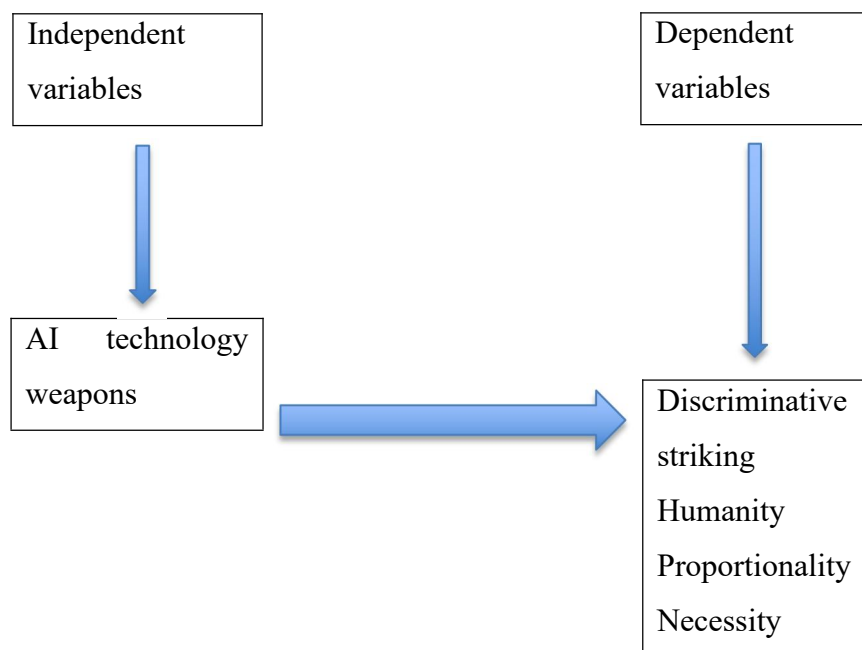 Independent
variables
Dependent
variables
AI technology
weapons
Discriminative
striking
Humanity
Proportionality
Necessity